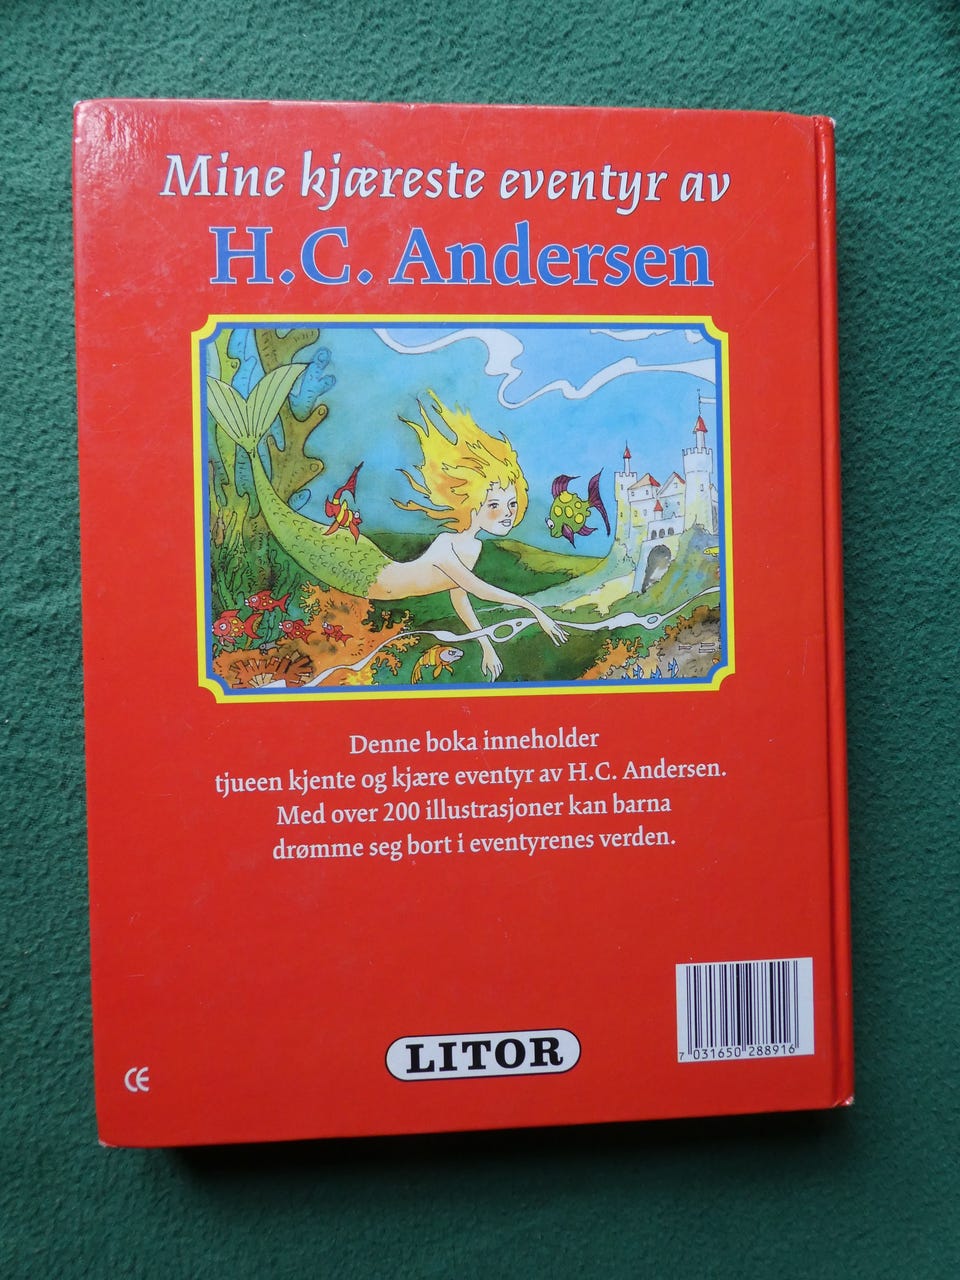 Mine kjæreste eventyr av
H.C. Andersen
Denne boka inneholder
tjueen kjente og kjære eventyr av H.C. Andersen.
Med over 200 illustrasjoner kan barna
drømme seg bort i eventyrenes verden.
LITOR
CE
7 031650 288916